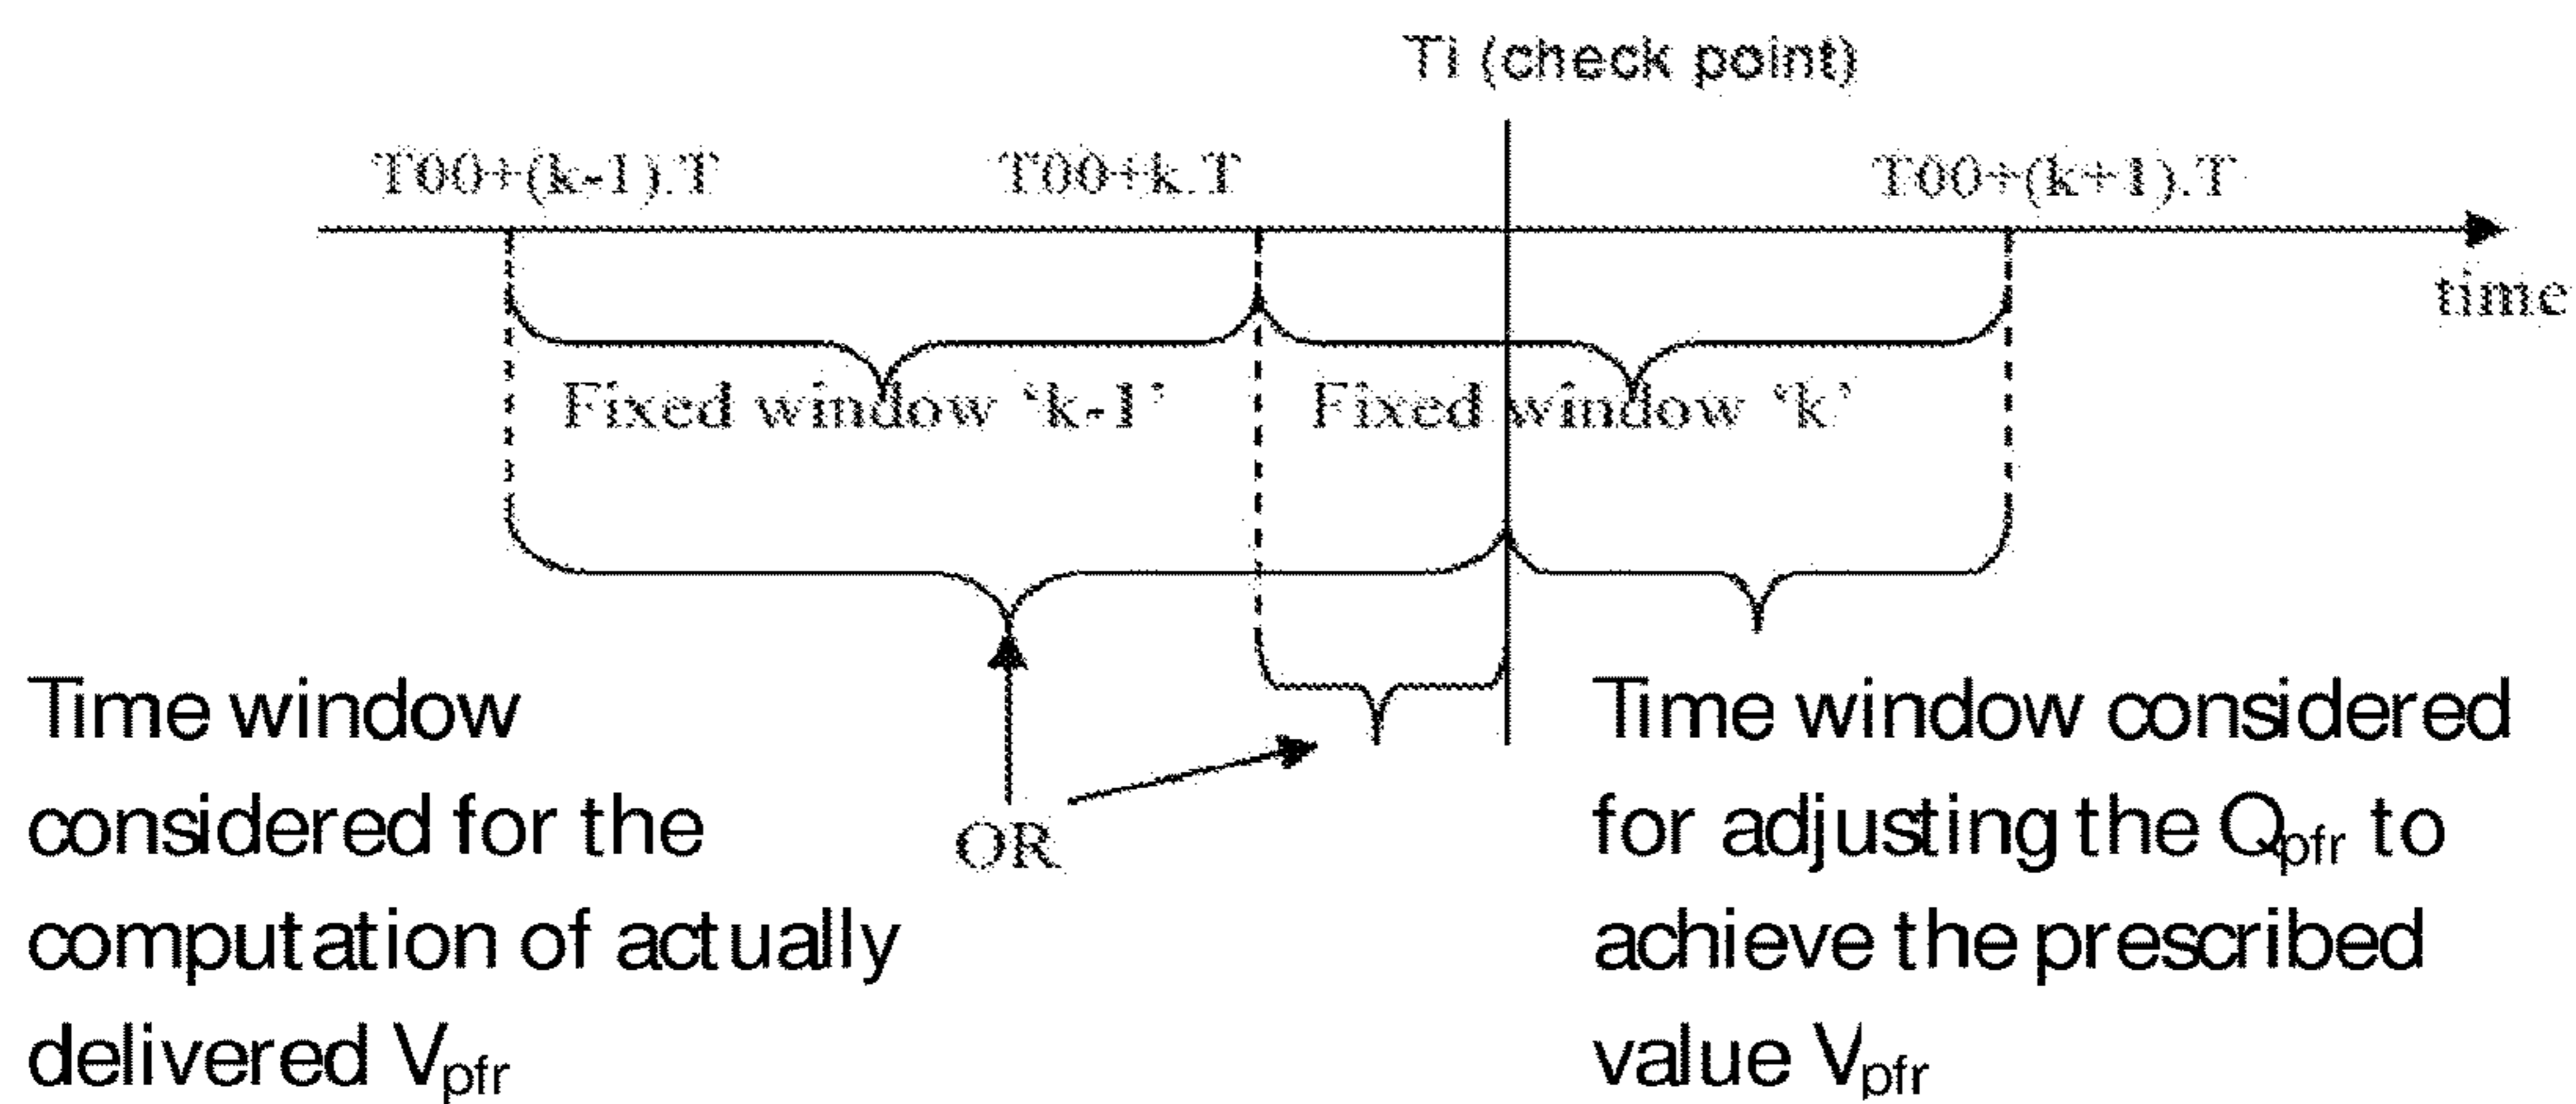 Ti (check point)
T00+(k-1).T T00+k.T T00+(k+1).T
time
Fixed window ‘k-1’ Fixed window ‘k’
Time window
considered for the
computation of actually
delivered Vpfr
OR
Time window considered
for adjusting the Qpfr to
achieve the prescribed
value Vpfr